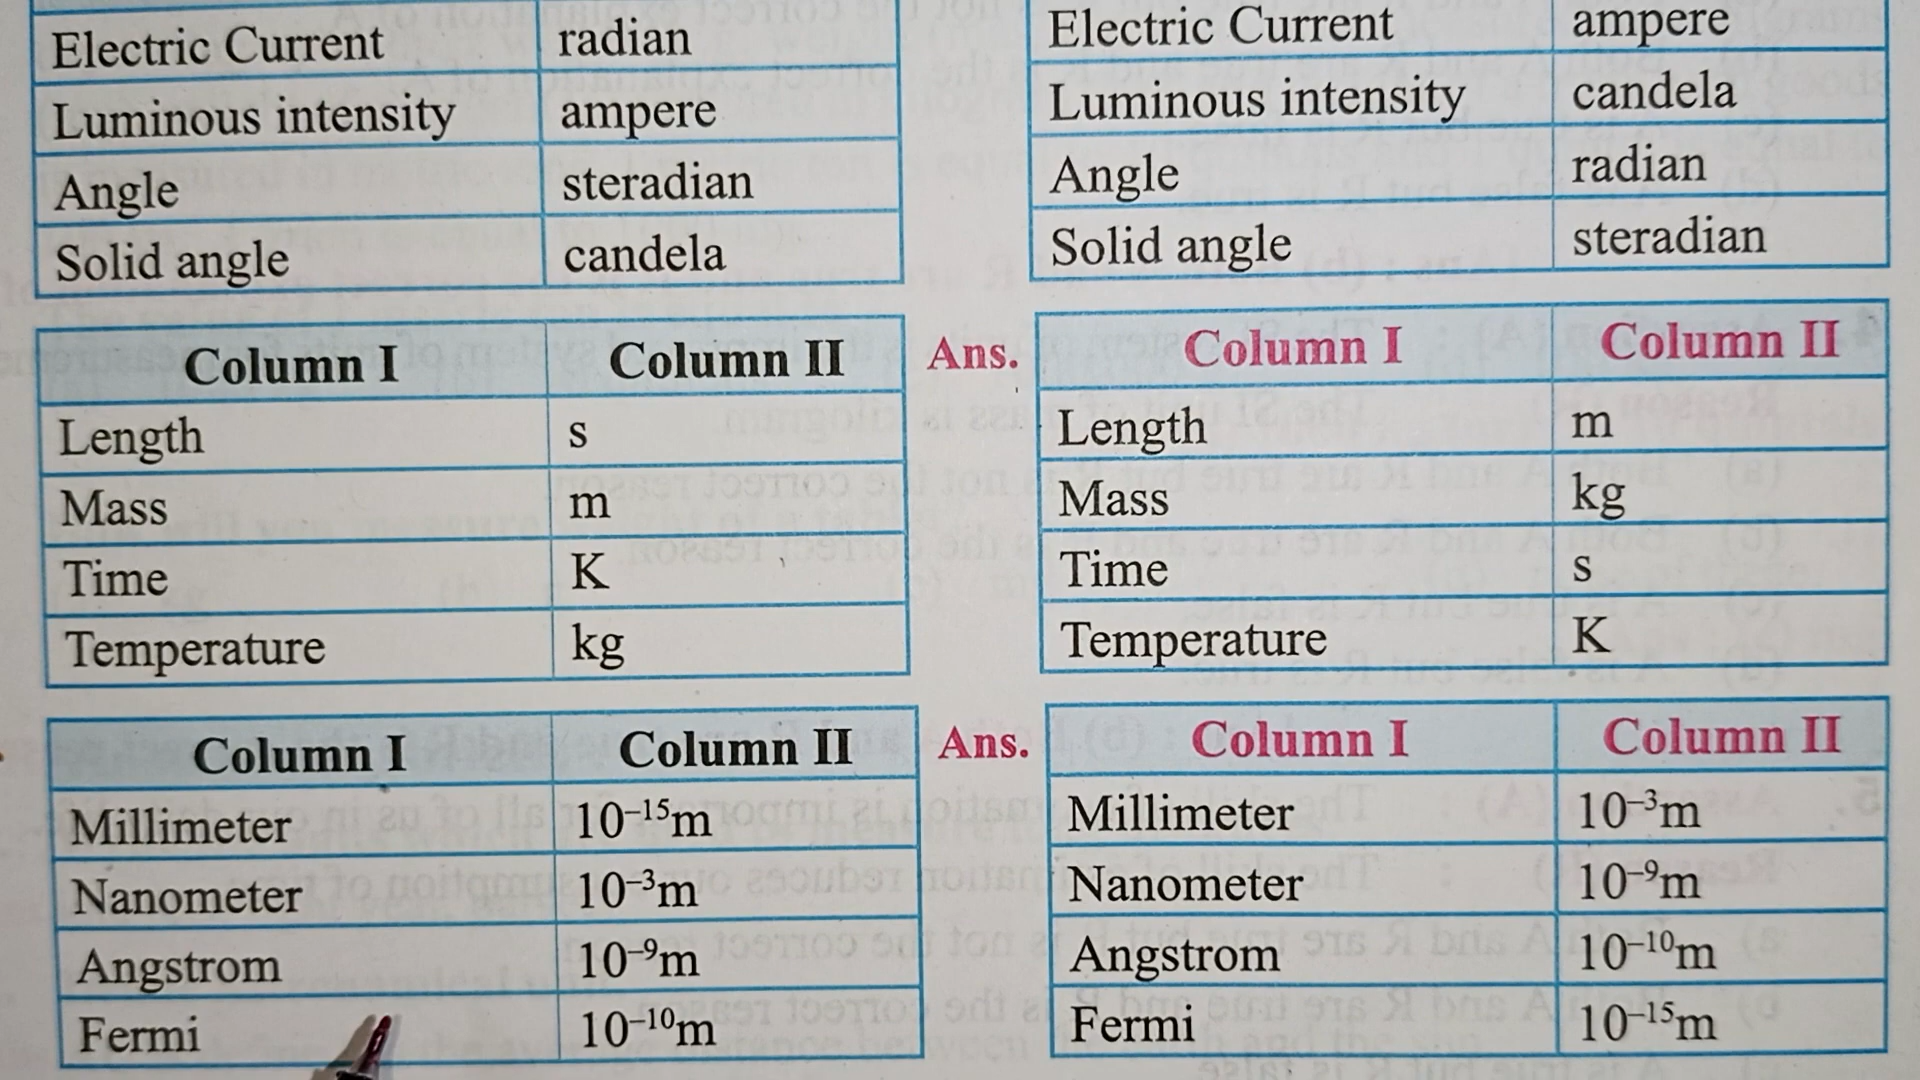 Electric Current radian
Luminous intensity ampere
Angle steradian
Solid angle candela
Electric Current ampere
Luminous intensity candela
Angle radian
Solid angle steradian
Column I Column II
Length s
Mass m
Time K
Temperature kg
Ans.
Column I Column II
Length m
Mass kg
Time s
Temperature K
Column I Column II
Millimeter 10⁻¹⁵m
Nanometer 10⁻³m
Angstrom 10⁻⁹m
Fermi 10⁻¹⁰m
Ans.
Column I Column II
Millimeter 10⁻³m
Nanometer 10⁻⁹m
Angstrom 10⁻¹⁰m
Fermi 10⁻¹⁵m